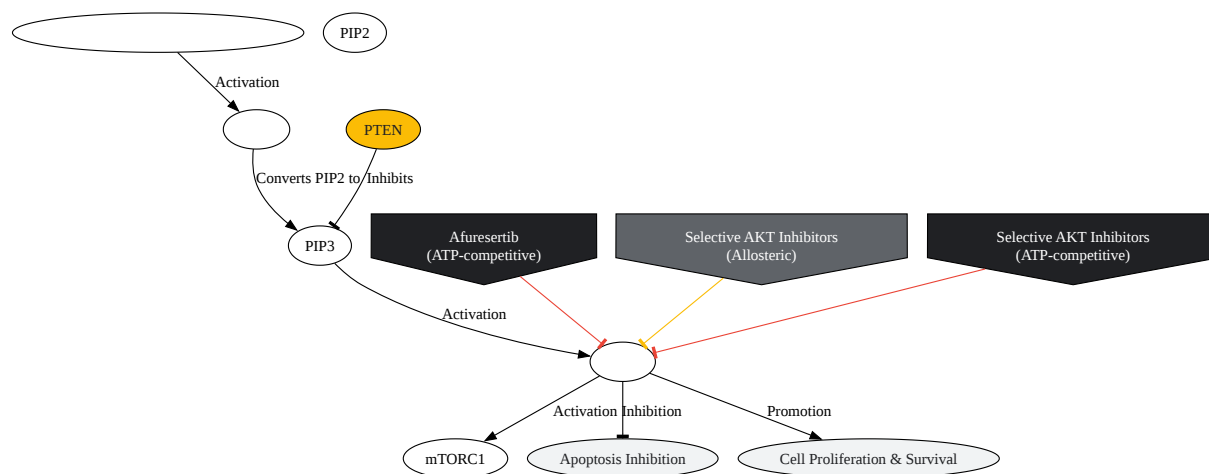 PIP2
Activation
PTEN
Converts PIP2 to
Inhibits
PIP3
Afuresertib
(ATP-competitive)
Selective AKT Inhibitors
(Allosteric)
Selective AKT Inhibitors
(ATP-competitive)
Activation
Activation
Inhibition
Promotion
mTORC1
Apoptosis Inhibition
Cell Proliferation & Survival